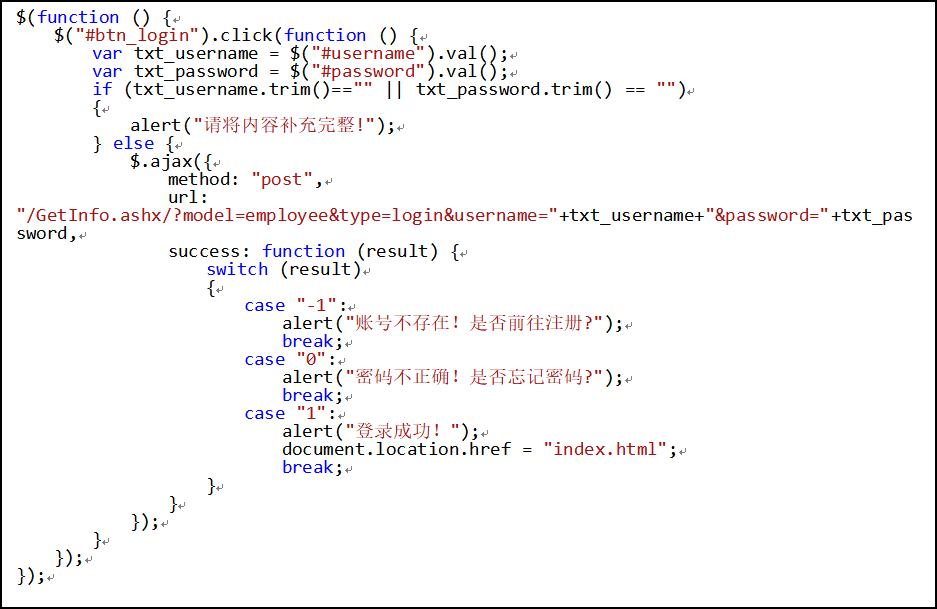 $(function () {
$("#btn_login").click(function () {
var txt_username = $("#username").val();
var txt_password = $("#password").val();
if (txt_username.trim()=="" || txt_password.trim() == "")
{
alert("请将内容补充完整!");
} else {
$.ajax({
method: "post",
url:
"/GetInfo.ashx/?model=employee&type=login&username="+txt_username+"&password="+txt_pas
sword,
success: function (result) {
switch (result)
{
case "-1":
alert("账号不存在！是否前往注册?");
break;
case "0":
alert("密码不正确！是否忘记密码?");
break;
case "1":
alert("登录成功！");
document.location.href = "index.html";
break;
}
}
});
}
});
});